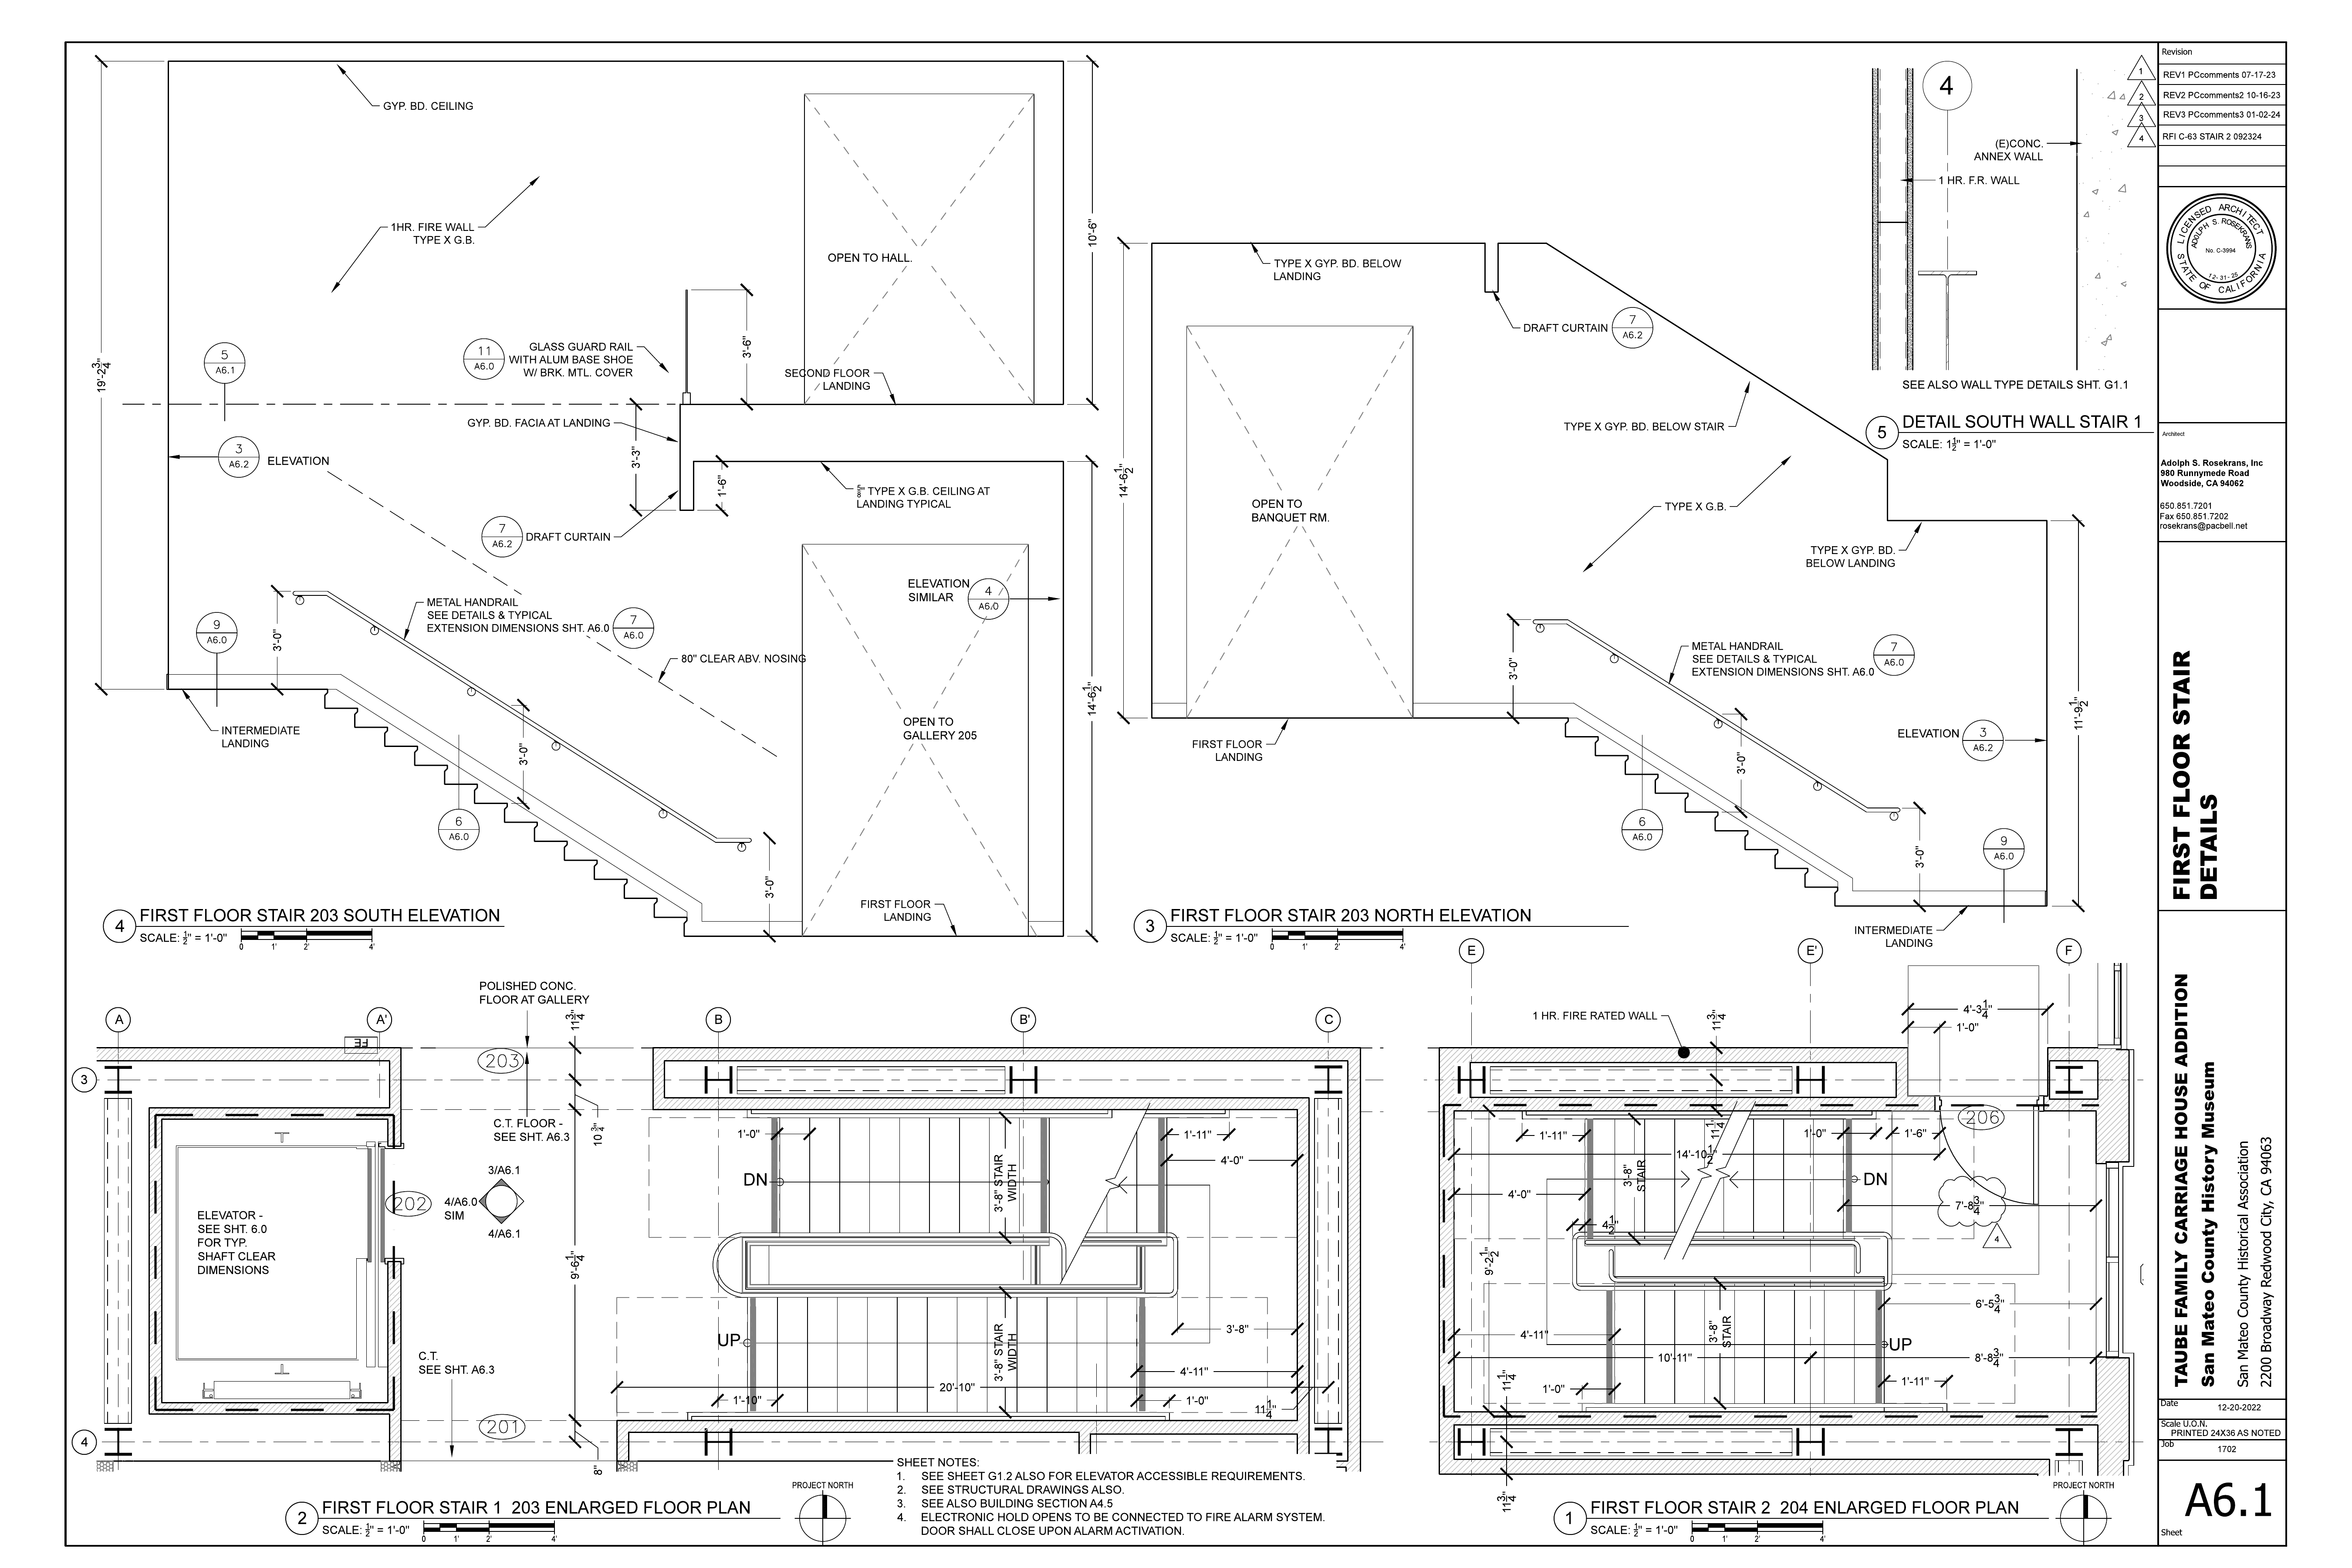 GYP. BD. CEILING
1HR. FIRE WALL
TYPE X G.B.
19'-2 3/4"
10'-6"
OPEN TO HALL.
5
A6.1
11
A6.0
GLASS GUARD RAIL
WITH ALUM BASE SHOE
W/ BRK. MTL. COVER
3'-6"
SECOND FLOOR
LANDING
GYP. BD. FACIA AT LANDING
3
A6.2
ELEVATION
3'-3"
1'-6"
5/8" TYPE X G.B. CEILING AT
LANDING TYPICAL
7
A6.2
DRAFT CURTAIN
ELEVATION
SIMILAR
4
A6.0
9
A6.0
3'-0"
METAL HANDRAIL
SEE DETAILS & TYPICAL
EXTENSION DIMENSIONS SHT. A6.0
7
A6.0
80" CLEAR ABV. NOSING
14'-6 1/2"
INTERMEDIATE
LANDING
3'-0"
OPEN TO
GALLERY 205
6
A6.0
3'-0"
FIRST FLOOR
LANDING
4
FIRST FLOOR STAIR 203 SOUTH ELEVATION
SCALE: 1/2" = 1'-0"
0 1' 2' 4'
TYPE X GYP. BD. BELOW
LANDING
DRAFT CURTAIN
7
A6.2
14'-6 1/2"
TYPE X GYP. BD. BELOW STAIR
OPEN TO
BANQUET RM.
TYPE X G.B.
TYPE X GYP. BD.
BELOW LANDING
3'-0"
METAL HANDRAIL
SEE DETAILS & TYPICAL
EXTENSION DIMENSIONS SHT. A6.0
7
A6.0
11'-9 1/2"
FIRST FLOOR
LANDING
3'-0"
ELEVATION
3
A6.2
6
A6.0
3'-0"
9
A6.0
INTERMEDIATE
LANDING
3
FIRST FLOOR STAIR 203 NORTH ELEVATION
SCALE: 1/2" = 1'-0"
0 1' 2' 4'
4
(E)CONC.
ANNEX WALL
1 HR. F.R. WALL
SEE ALSO WALL TYPE DETAILS SHT. G1.1
5
DETAIL SOUTH WALL STAIR 1
SCALE: 1 1/2" = 1'-0"
A
A'
B
B'
C
3
4
POLISHED CONC.
FLOOR AT GALLERY
11 3/4
FE
203
C.T. FLOOR -
SEE SHT. A6.3
10 3/4"
3/A6.1
4/A6.0
SIM
4/A6.1
202
ELEVATOR -
SEE SHT. 6.0
FOR TYP.
SHAFT CLEAR
DIMENSIONS
9'-6 1/4"
C.T.
SEE SHT. A6.3
201
8"
1'-0"
1'-11"
4'-0"
DN
3'-8" STAIR
WIDTH
UP
3'-8" STAIR
WIDTH
3'-8"
4'-11"
20'-10"
1'-10"
1'-0"
11 1/4"
2
FIRST FLOOR STAIR 1 203 ENLARGED FLOOR PLAN
SCALE: 1/2" = 1'-0"
0 1' 2' 4'
PROJECT NORTH
SHEET NOTES:
1. SEE SHEET G1.2 ALSO FOR ELEVATOR ACCESSIBLE REQUIREMENTS.
2. SEE STRUCTURAL DRAWINGS ALSO.
3. SEE ALSO BUILDING SECTION A4.5
4. ELECTRONIC HOLD OPENS TO BE CONNECTED TO FIRE ALARM SYSTEM.
DOOR SHALL CLOSE UPON ALARM ACTIVATION.
E
E'
F
1 HR. FIRE RATED WALL
11 3/4
4'-3 1/4"
1'-0"
206
1'-11"
11 1/4"
1'-0"
1'-6"
14'-10 1/2"
3'-8"
STAIR
4'-0"
DN
7'-8 3/4"
4 1/2"
4
9'-2 1/2"
6'-5 3/4"
4'-11"
3'-8"
STAIR
UP
10'-11"
8'-8 3/4"
1'-0"
1'-11"
11 1/4"
11 3/4"
1
FIRST FLOOR STAIR 2 204 ENLARGED FLOOR PLAN
SCALE: 1/2" = 1'-0"
0 1' 2' 4'
PROJECT NORTH
Revision
1
REV1 PCcomments 07-17-23
2
REV2 PCcomments2 10-16-23
3
REV3 PCcomments3 01-02-24
4
RFI C-63 STAIR 2 092324
LICENSED ARCHITECT
ADOLPH S. ROSEKRANS
No. C-3994
12-31-25
STATE OF CALIFORNIA
Architect
Adolph S. Rosekrans, Inc
980 Runnymede Road
Woodside, CA 94062
650.851.7201
Fax 650.851.7202
rosekrans@pacbell.net
FIRST FLOOR STAIR
DETAILS
TAUBE FAMILY CARRIAGE HOUSE ADDITION
San Mateo County History Museum
San Mateo County Historical Association
2200 Broadway Redwood City, CA 94063
Date
12-20-2022
Scale U.O.N.
PRINTED 24X36 AS NOTED
Job
1702
A6.1
Sheet